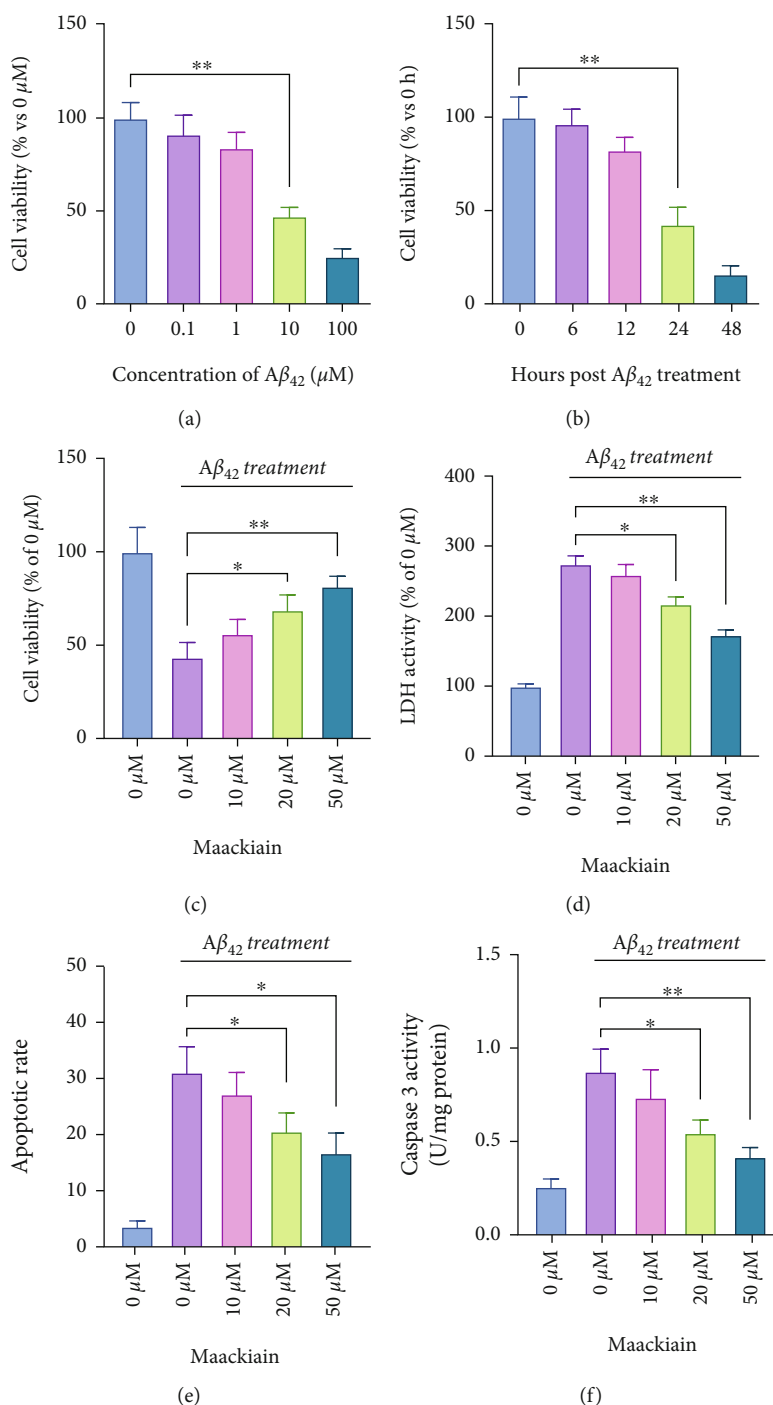 150
100
50
0
Cell viability (% vs 0 μM)
**
0 0.1 1 10 100
Concentration of Aβ42 (μM)
(a)
150
100
50
0
Cell viability (% vs 0 h)
**
0 6 12 24 48
Hours post Aβ42 treatment
(b)
Aβ42 treatment
150
100
50
0
Cell viability (% of 0 μM)
**
*
0 μM 0 μM 10 μM 20 μM 50 μM
Maackiain
(c)
Aβ42 treatment
400
300
200
100
0
LDH activity (% of 0 μM)
**
*
0 μM 0 μM 10 μM 20 μM 50 μM
Maackiain
(d)
Aβ42 treatment
50
40
30
20
10
0
Apoptotic rate
*
*
0 μM 0 μM 10 μM 20 μM 50 μM
Maackiain
(e)
Aβ42 treatment
1.5
1.0
0.5
0.0
Caspase 3 activity
(U/mg protein)
**
*
0 μM 0 μM 10 μM 20 μM 50 μM
Maackiain
(f)